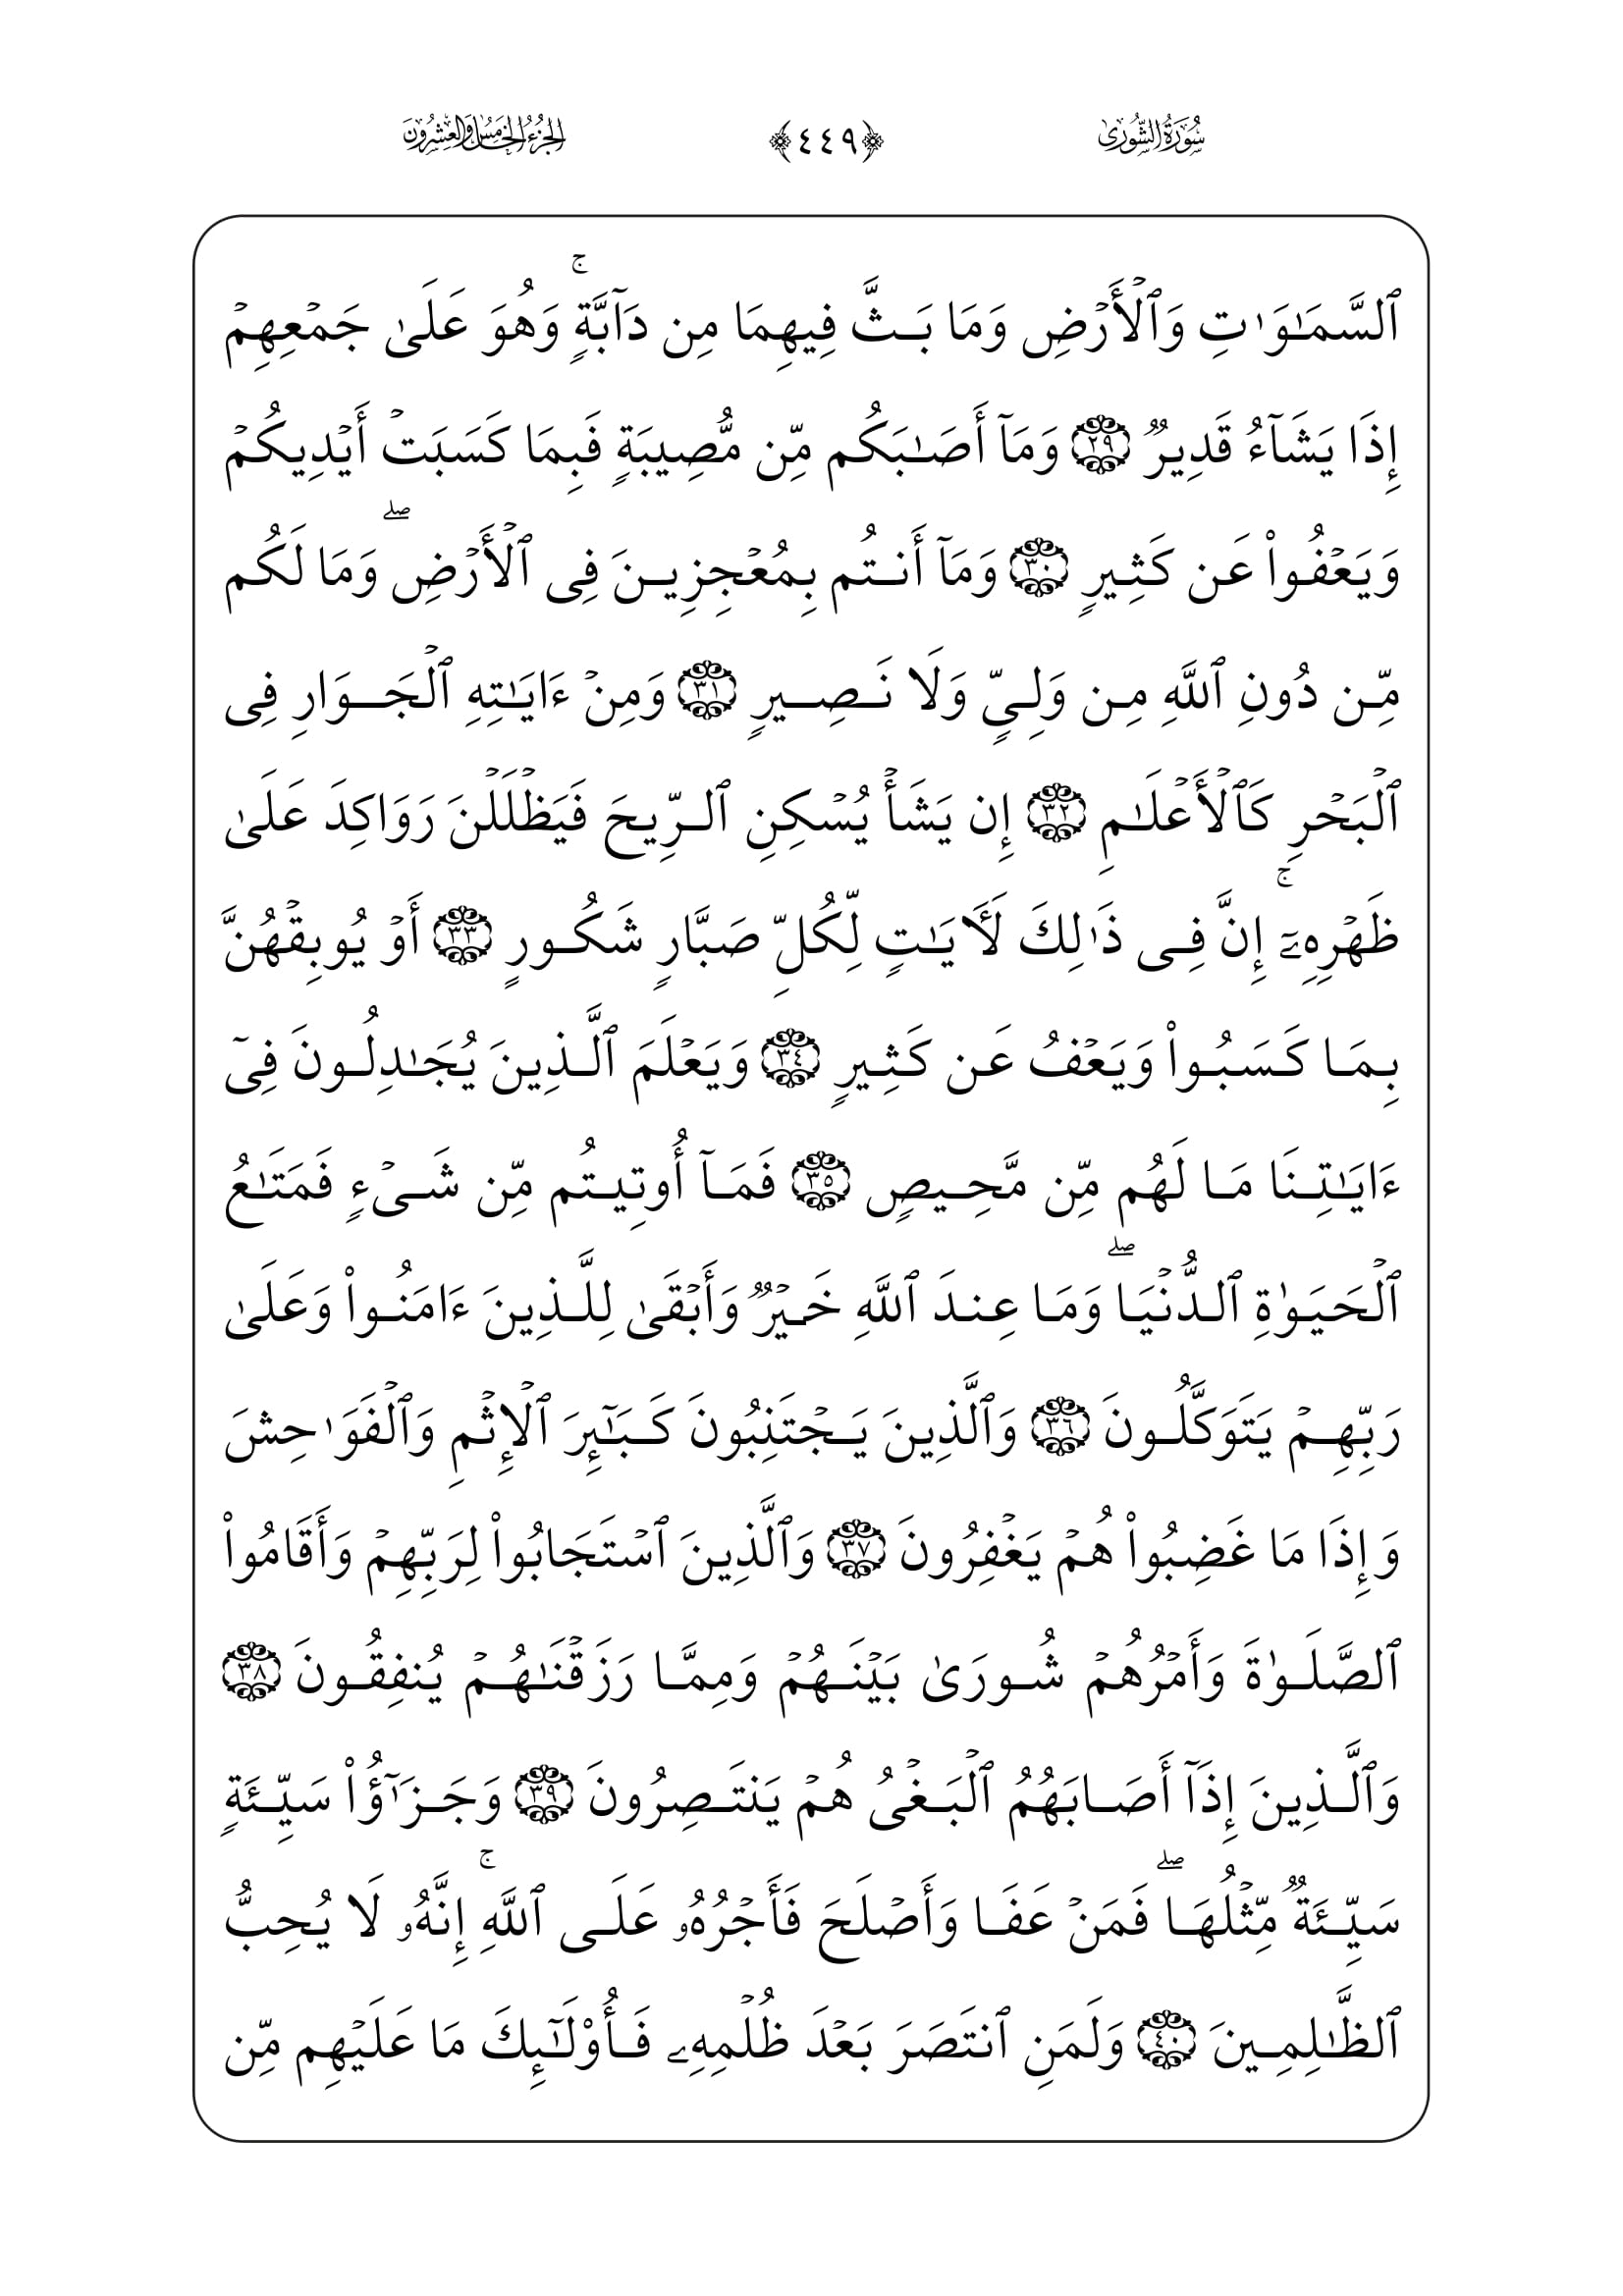 سُورَةُ الشُّورَىٰ ﴿٤٤٩﴾ الجُزْءُ الخَامِسُ وَالعِشْرُونَ
ٱلسَّمَٰوَٰتِ وَٱلۡأَرۡضِ وَمَا بَثَّ فِيهِمَا مِن دَآبَّةٖۚ وَهُوَ عَلَىٰ جَمۡعِهِمۡ
إِذَا يَشَآءُ قَدِيرٞ ٢٩ وَمَآ أَصَٰبَكُم مِّن مُّصِيبَةٖ فَبِمَا كَسَبَتۡ أَيۡدِيكُمۡ
وَيَعۡفُواْ عَن كَثِيرٖ ٣٠ وَمَآ أَنتُم بِمُعۡجِزِينَ فِي ٱلۡأَرۡضِۖ وَمَا لَكُم
مِّن دُونِ ٱللَّهِ مِن وَلِيّٖ وَلَا نَصِيرٖ ٣١ وَمِنۡ ءَايَٰتِهِ ٱلۡجَوَارِ فِي
ٱلۡبَحۡرِ كَٱلۡأَعۡلَٰمِ ٣٢ إِن يَشَأۡ يُسۡكِنِ ٱلرِّيحَ فَيَظۡلَلۡنَ رَوَاكِدَ عَلَىٰ
ظَهۡرِهِۦٓۚ إِنَّ فِي ذَٰلِكَ لَأٓيَٰتٖ لِّكُلِّ صَبَّارٖ شَكُورٍ ٣٣ أَوۡ يُوبِقۡهُنَّ
بِمَا كَسَبُواْ وَيَعۡفُ عَن كَثِيرٖ ٣٤ وَيَعۡلَمَ ٱلَّذِينَ يُجَٰدِلُونَ فِيٓ
ءَايَٰتِنَا مَا لَهُم مِّن مَّحِيصٖ ٣٥ فَمَآ أُوتِيتُم مِّن شَيۡءٖ فَمَتَٰعُ
ٱلۡحَيَوٰةِ ٱلدُّنۡيَاۖ وَمَا عِندَ ٱللَّهِ خَيۡرٞ وَأَبۡقَىٰ لِلَّذِينَ ءَامَنُواْ وَعَلَىٰ
رَبِّهِمۡ يَتَوَكَّلُونَ ٣٦ وَٱلَّذِينَ يَجۡتَنِبُونَ كَبَٰٓئِرَ ٱلۡإِثۡمِ وَٱلۡفَوَٰحِشَ
وَإِذَا مَا غَضِبُواْ هُمۡ يَغۡفِرُونَ ٣٧ وَٱلَّذِينَ ٱسۡتَجَابُواْ لِرَبِّهِمۡ وَأَقَامُواْ
ٱلصَّلَوٰةَ وَأَمۡرُهُمۡ شُورَىٰ بَيۡنَهُمۡ وَمِمَّا رَزَقۡنَٰهُمۡ يُنفِقُونَ ٣٨
وَٱلَّذِينَ إِذَآ أَصَابَهُمُ ٱلۡبَغۡيُ هُمۡ يَنتَصِرُونَ ٣٩ وَجَزَٰٓؤُاْ سَيِّئَةٖ
سَيِّئَةٞ مِّثۡلُهَاۖ فَمَنۡ عَفَا وَأَصۡلَحَ فَأَجۡرُهُۥ عَلَى ٱللَّهِۚ إِنَّهُۥ لَا يُحِبُّ
ٱلظَّٰلِمِينَ ٤٠ وَلَمَنِ ٱنتَصَرَ بَعۡدَ ظُلۡمِهِۦ فَأُوْلَٰٓئِكَ مَا عَلَيۡهِم مِّن